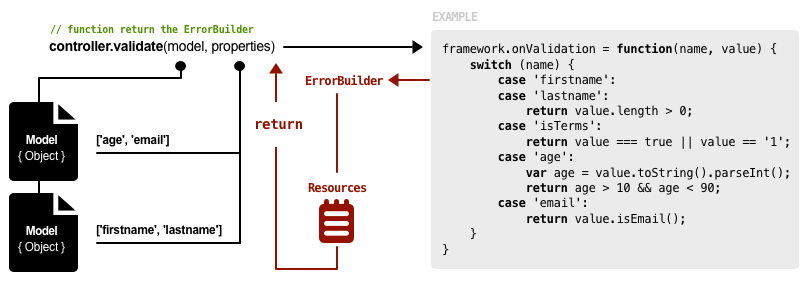 // function return the ErrorBuilder
controller.validate(model, properties)
Model
{ Object }
['age', 'email']
Model
{ Object }
['firstname', 'lastname']
return
ErrorBuilder
Resources
EXAMPLE
framework.onValidation = function(name, value) {
    switch (name) {
        case 'firstname':
        case 'lastname':
            return value.length > 0;
        case 'isTerms':
            return value === true || value == '1';
        case 'age':
            var age = value.toString().parseInt();
            return age > 10 && age < 90;
        case 'email':
            return value.isEmail();
    }
}